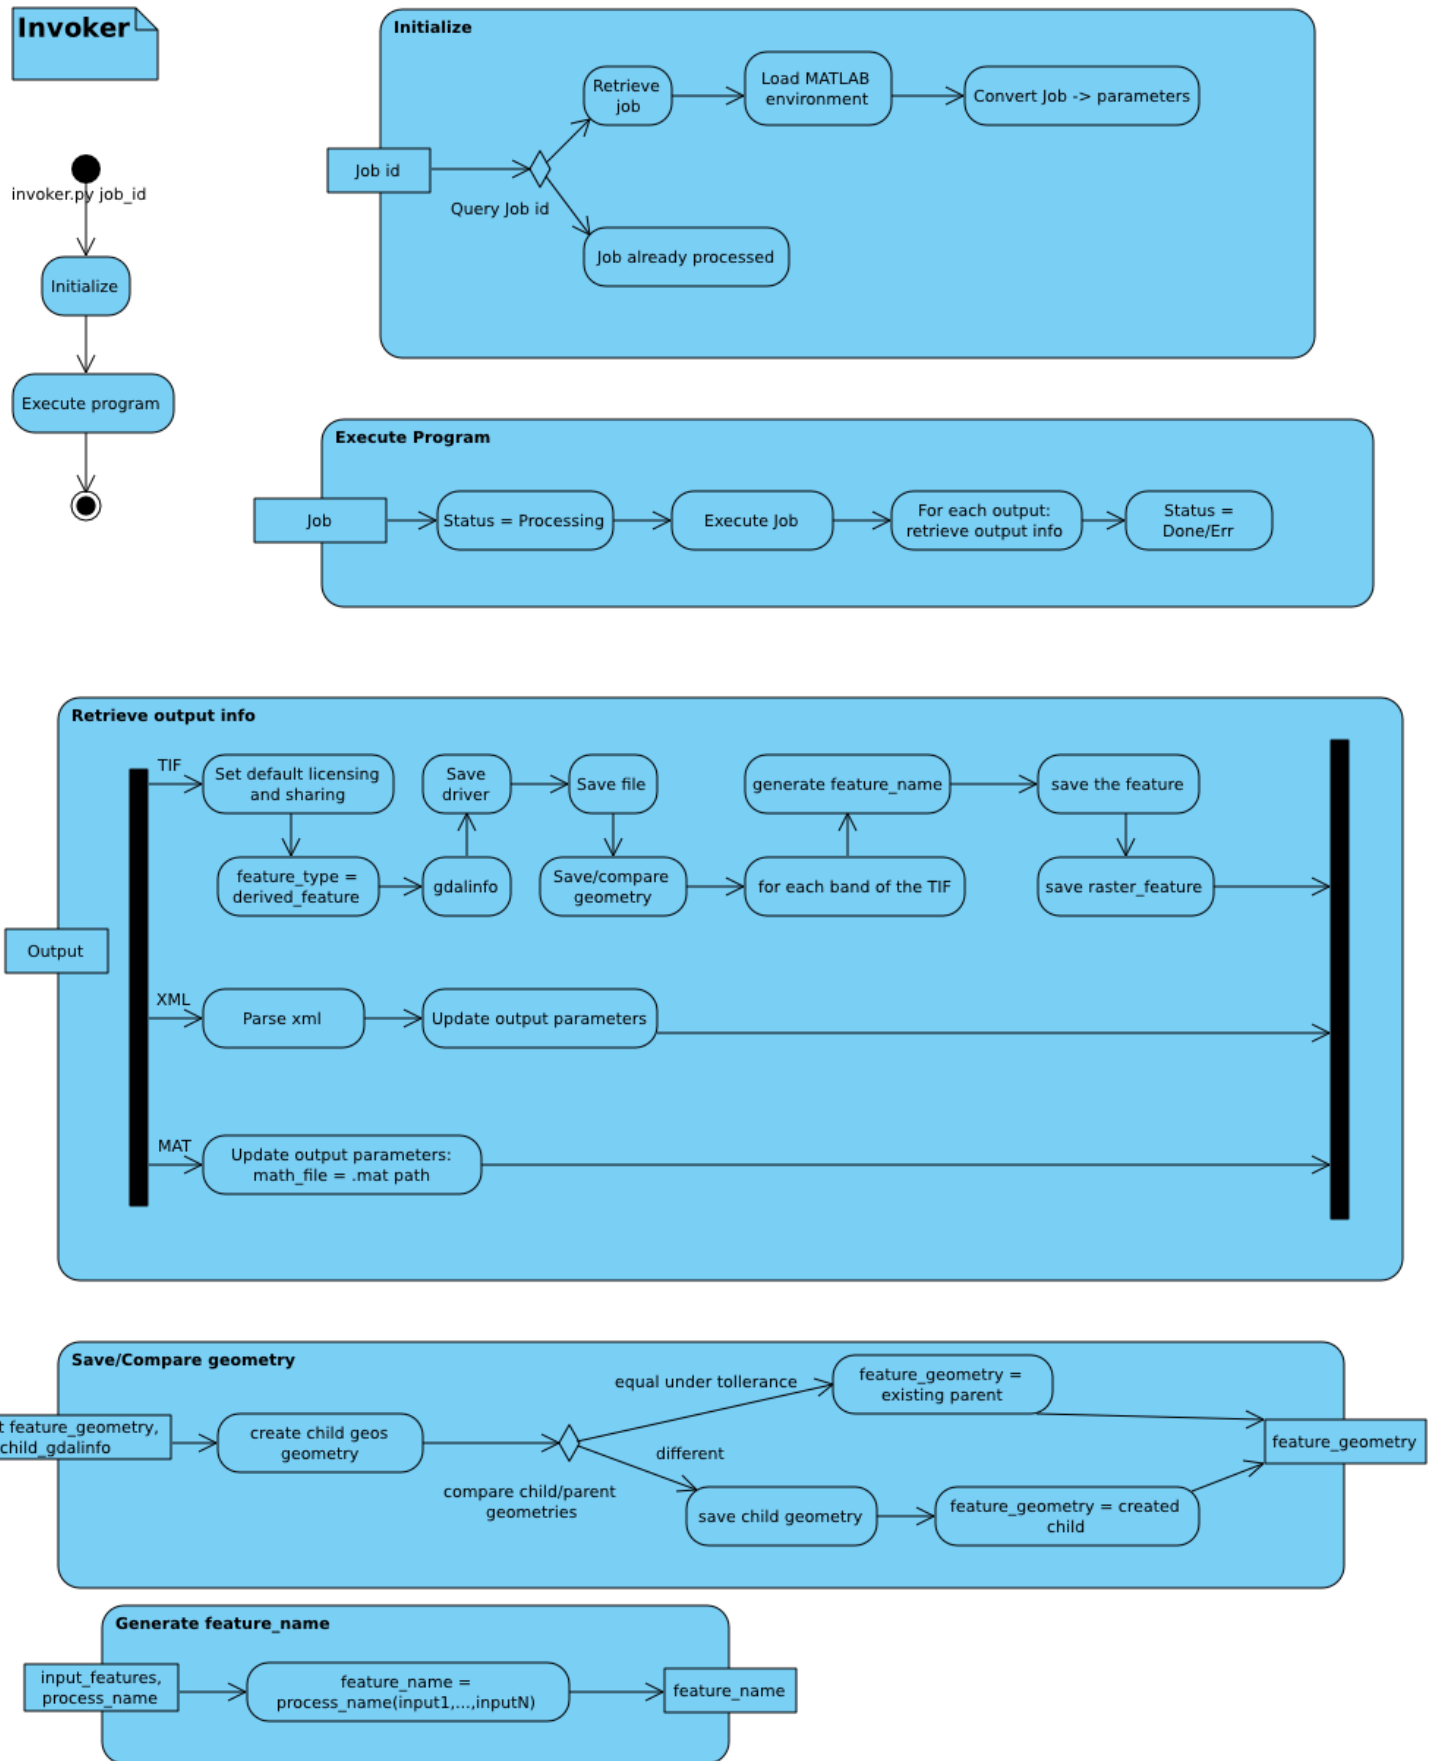 Invoker
invoker.py job_id
Initialize
Execute program
Initialize
Retrieve
job
Load MATLAB
environment
Convert Job -> parameters
Job id
Query Job id
Job already processed
Execute Program
Job
Status = Processing
Execute Job
For each output:
retrieve output info
Status =
Done/Err
Retrieve output info
Output
TIF
Set default licensing
and sharing
feature_type =
derived_feature
gdalinfo
Save
driver
Save file
Save/compare
geometry
for each band of the TIF
generate feature_name
save the feature
save raster_feature
XML
Parse xml
Update output parameters
MAT
Update output parameters:
math_file = .mat path
Save/Compare geometry
t feature_geometry,
child_gdalinfo
create child geos
geometry
compare child/parent
geometries
equal under tollerance
feature_geometry =
existing parent
different
save child geometry
feature_geometry = created
child
feature_geometry
Generate feature_name
input_features,
process_name
feature_name =
process_name(input1,...,inputN)
feature_name